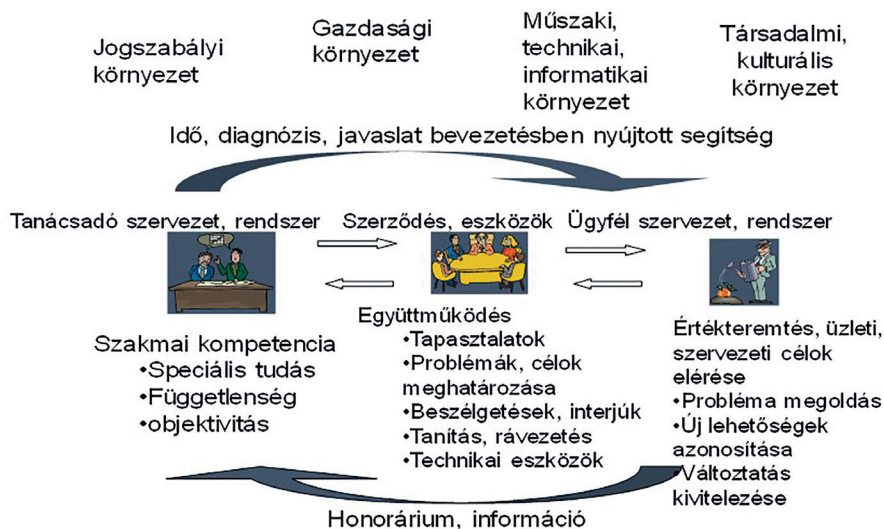 Jogszabályi
környezet
Gazdasági
környezet
Műszaki,
technikai,
informatikai
környezet
Társadalmi,
kulturális
környezet
Idő, diagnózis, javaslat bevezetésben nyújtott segítség
Tanácsadó szervezet, rendszer
Szerződés, eszközök
Ügyfél szervezet, rendszer
Szakmai kompetencia
•Speciális tudás
•Függetlenség
•objektivitás
Együttműködés
•Tapasztalatok
•Problémák, célok
meghatározása
•Beszélgetések, interjúk
•Tanítás, rávezetés
•Technikai eszközök
Értékteremtés, üzleti,
szervezeti célok
elérése
•Probléma megoldás
•Új lehetőségek
azonosítása
•Változtatás
kivitelezése
Honorárium, információ